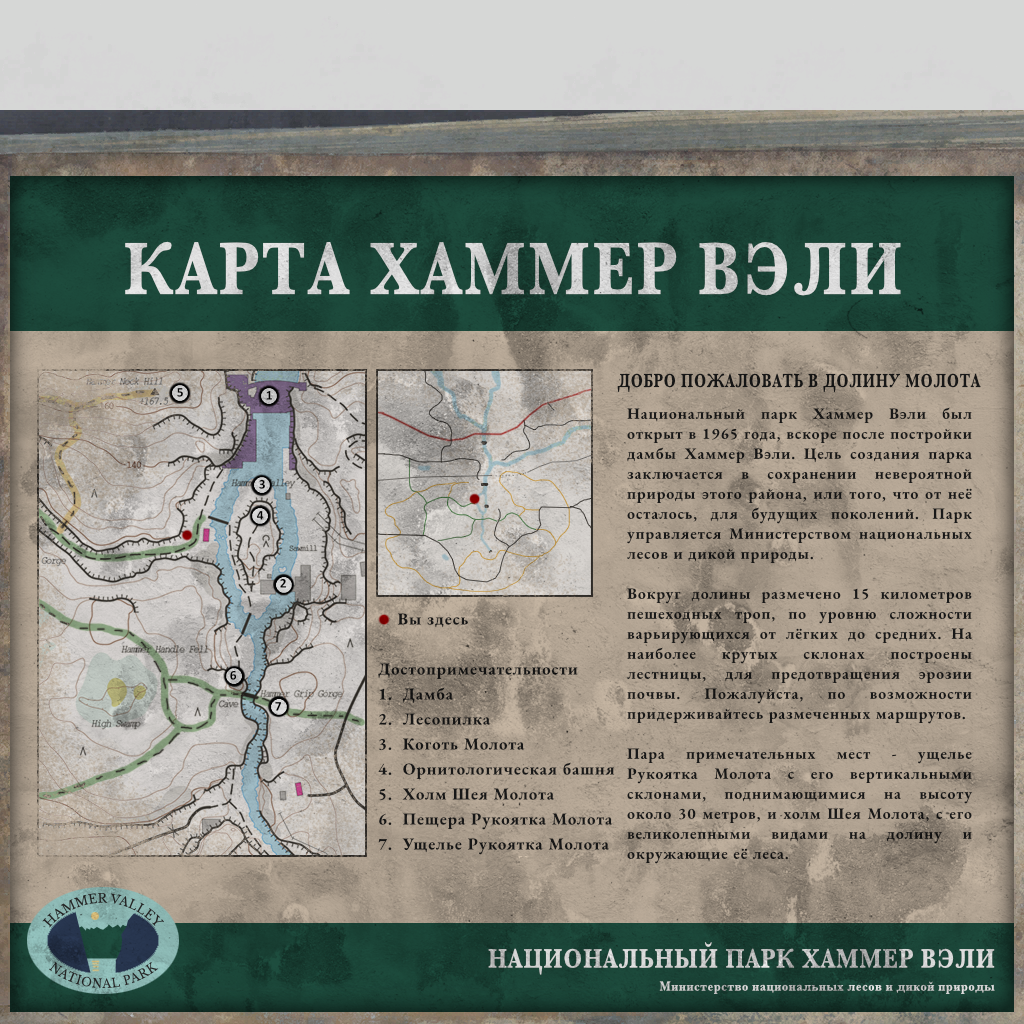 КАРТА ХАММЕР ВЭЛИ
Hammer Neck Hill
+167.5
160
5
1
140
Hammer Valley
3
4
Sawmill
Gorge
2
Hammer Handle Fell
6
Hammer Grip Gorge
Cave
7
High Swamp
Вы здесь
Достопримечательности
1. Дамба
2. Лесопилка
3. Коготь Молота
4. Орнитологическая башня
5. Холм Шея Молота
6. Пещера Рукоятка Молота
7. Ущелье Рукоятка Молота
ДОБРО ПОЖАЛОВАТЬ В ДОЛИНУ МОЛОТА
Национальный парк Хаммер Вэли был
открыт в 1965 года, вскоре после постройки
дамбы Хаммер Вэли. Цель создания парка
заключается в сохранении невероятной
природы этого района, или того, что от неё
осталось, для будущих поколений. Парк
управляется Министерством национальных
лесов и дикой природы.
Вокруг долины размечено 15 километров
пешеходных троп, по уровню сложности
варьирующихся от лёгких до средних. На
наиболее крутых склонах построены
лестницы, для предотвращения эрозии
почвы. Пожалуйста, по возможности
придерживайтесь размеченных маршрутов.
Пара примечательных мест - ущелье
Рукоятка Молота с его вертикальными
склонами, поднимающимися на высоту
около 30 метров, и холм Шея Молота, с его
великолепными видами на долину и
окружающие её леса.
HAMMER VALLEY
NATIONAL PARK
НАЦИОНАЛЬНЫЙ ПАРК ХАММЕР ВЭЛИ
Министерство национальных лесов и дикой природы